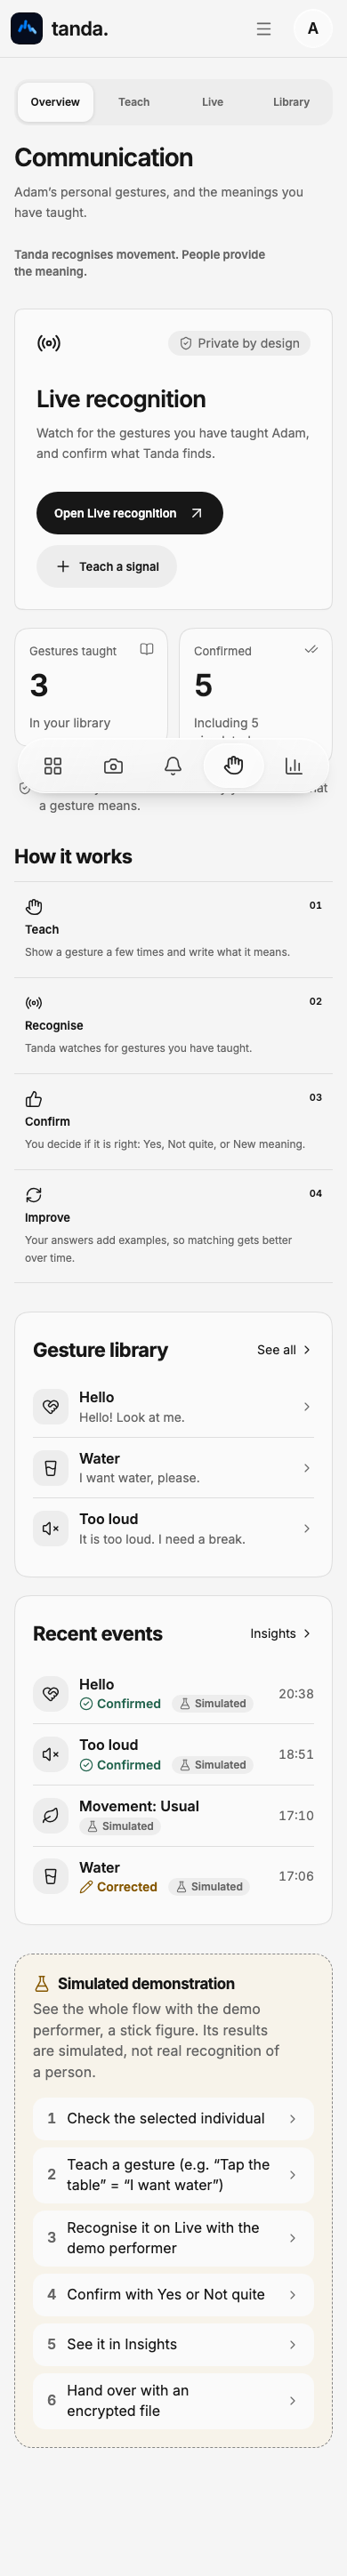 tanda.
A
Overview
Teach
Live
Library
Communication
Adam's personal gestures, and the meanings you
have taught.
Tanda recognises movement. People provide
the meaning.
Private by design
Live recognition
Watch for the gestures you have taught Adam,
and confirm what Tanda finds.
Open Live recognition
Teach a signal
Gestures taught
3
In your library
Confirmed
5
Including 5
a gesture means.
How it works
01
Teach
Show a gesture a few times and write what it means.
02
Recognise
Tanda watches for gestures you have taught.
03
Confirm
You decide if it is right: Yes, Not quite, or New meaning.
04
Improve
Your answers add examples, so matching gets better
over time.
Gesture library
See all
Hello
Hello! Look at me.
Water
I want water, please.
Too loud
It is too loud. I need a break.
Recent events
Insights
Hello
Confirmed Simulated
20:38
Too loud
Confirmed Simulated
18:51
Movement: Usual
Simulated
17:10
Water
Corrected Simulated
17:06
Simulated demonstration
See the whole flow with the demo
performer, a stick figure. Its results
are simulated, not real recognition of
a person.
1 Check the selected individual
2 Teach a gesture (e.g. “Tap the
table” = “I want water”)
3 Recognise it on Live with the
demo performer
4 Confirm with Yes or Not quite
5 See it in Insights
6 Hand over with an
encrypted file